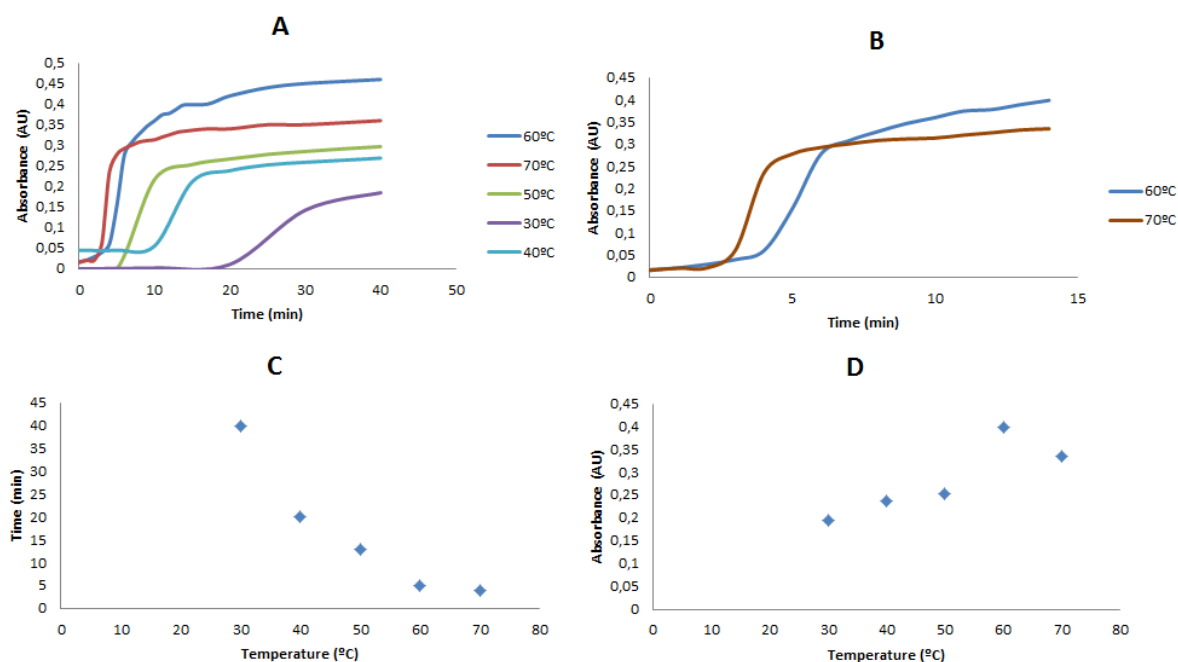 A
0,5
0,45
0,4
0,35
0,3
0,25
0,2
0,15
0,1
0,05
0
Absorbance (AU)
0 10 20 30 40 50
Time (min)
60ºC
70ºC
50ºC
30ºC
40ºC
B
0,45
0,4
0,35
0,3
0,25
0,2
0,15
0,1
0,05
0
Absorbance (AU)
0 5 10 15
Time (min)
60ºC
70ºC
C
45
40
35
30
25
20
15
10
5
0
Time (min)
0 10 20 30 40 50 60 70 80
Temperature (ºC)
D
0,45
0,4
0,35
0,3
0,25
0,2
0,15
0,1
0,05
0
Absorbance (AU)
0 10 20 30 40 50 60 70 80
Temperature (ºC)